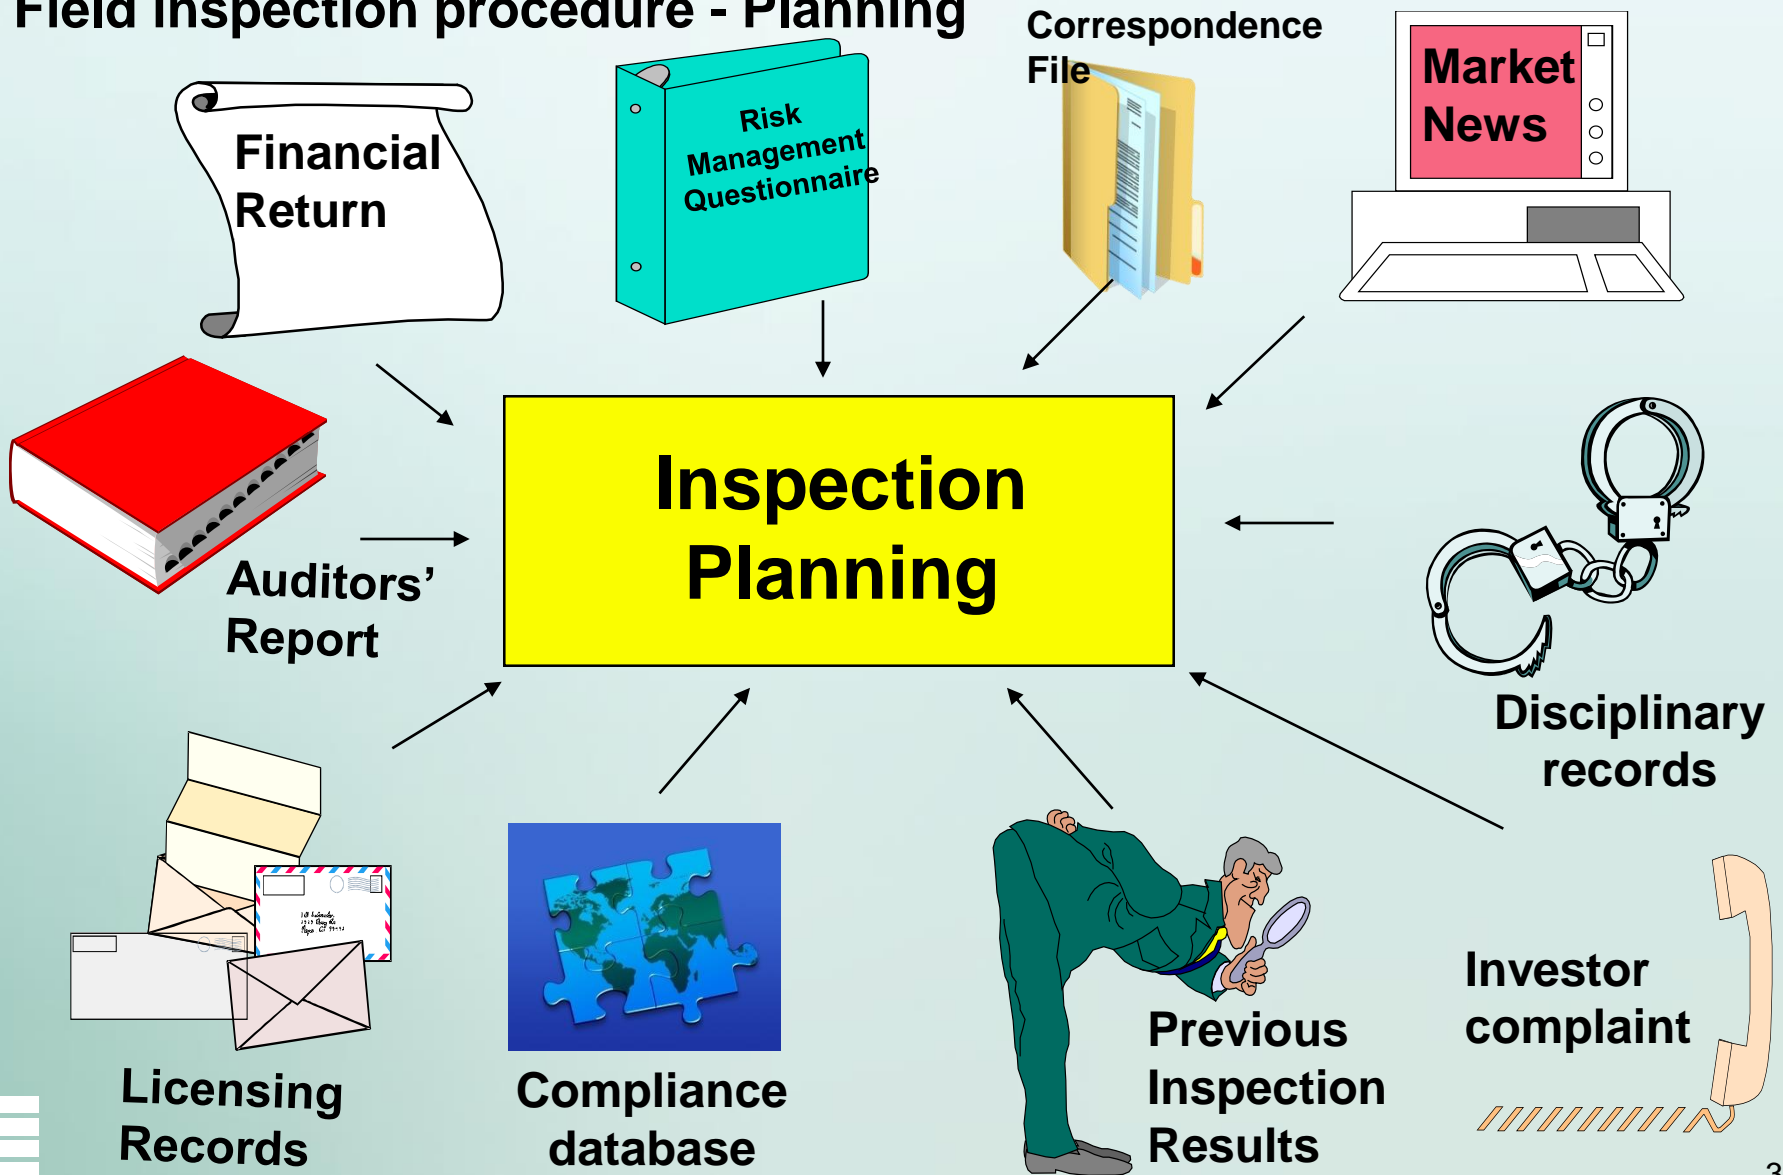 Field inspection procedure - Planning
Correspondence
File
Market
News
Risk
Management
Questionnaire
Financial
Return
Inspection
Planning
Auditors’
Report
Disciplinary
records
Licensing
Records
Compliance
database
Previous
Inspection
Results
Investor
complaint